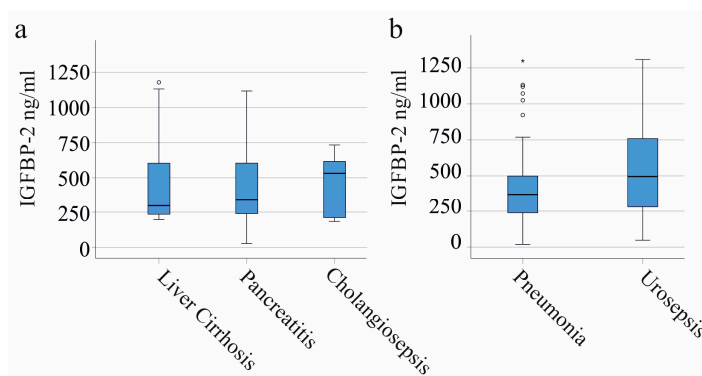 a
IGFBP-2 ng/ml
1250
1000
750
500
250
0
Liver Cirrhosis
Pancreatitis
Cholangiosepsis
b
IGFBP-2 ng/ml
1250
1000
750
500
250
0
Pneumonia
Urosepsis